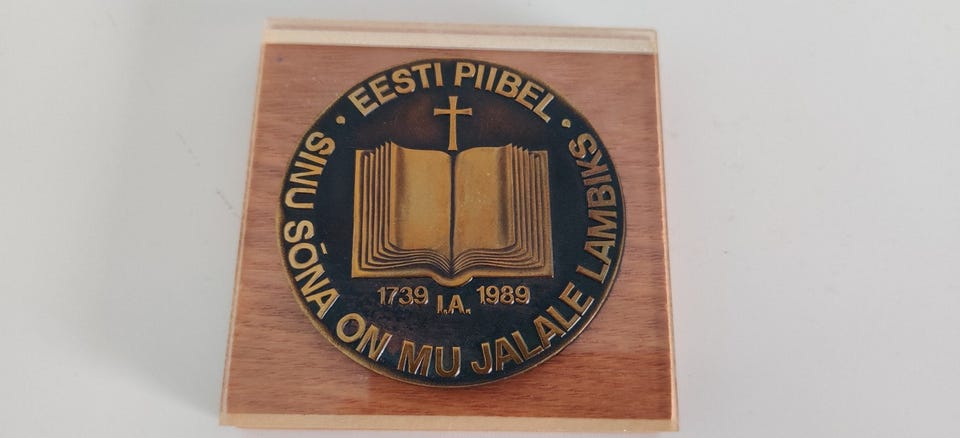 EESTI PIIBEL
SINU SÕNA ON MU JALALE LAMBIKS
1739 I.A. 1989